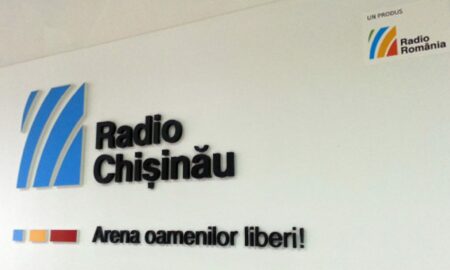 UN PRODUS
Radio
România
Radio
Chișinău
Arena oamenilor liberi!